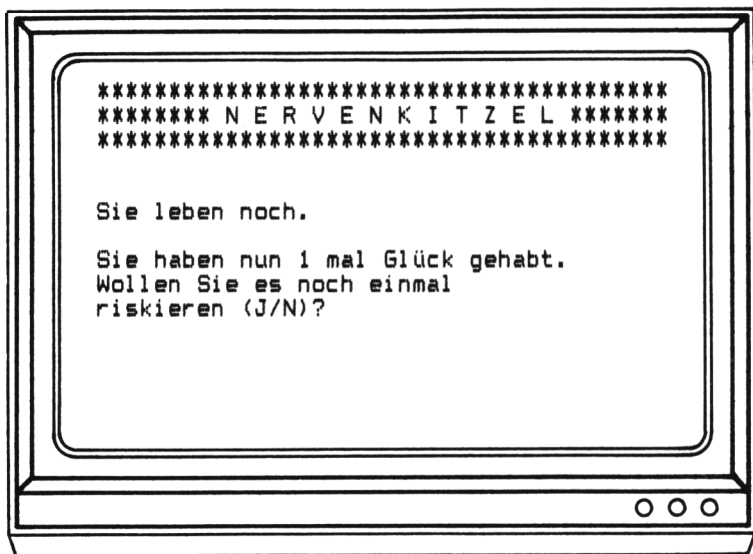 ****************************************
******** N E R V E N K I T Z E L *******
****************************************
Sie leben noch.
Sie haben nun 1 mal Glück gehabt.
Wollen Sie es noch einmal
riskieren (J/N)?